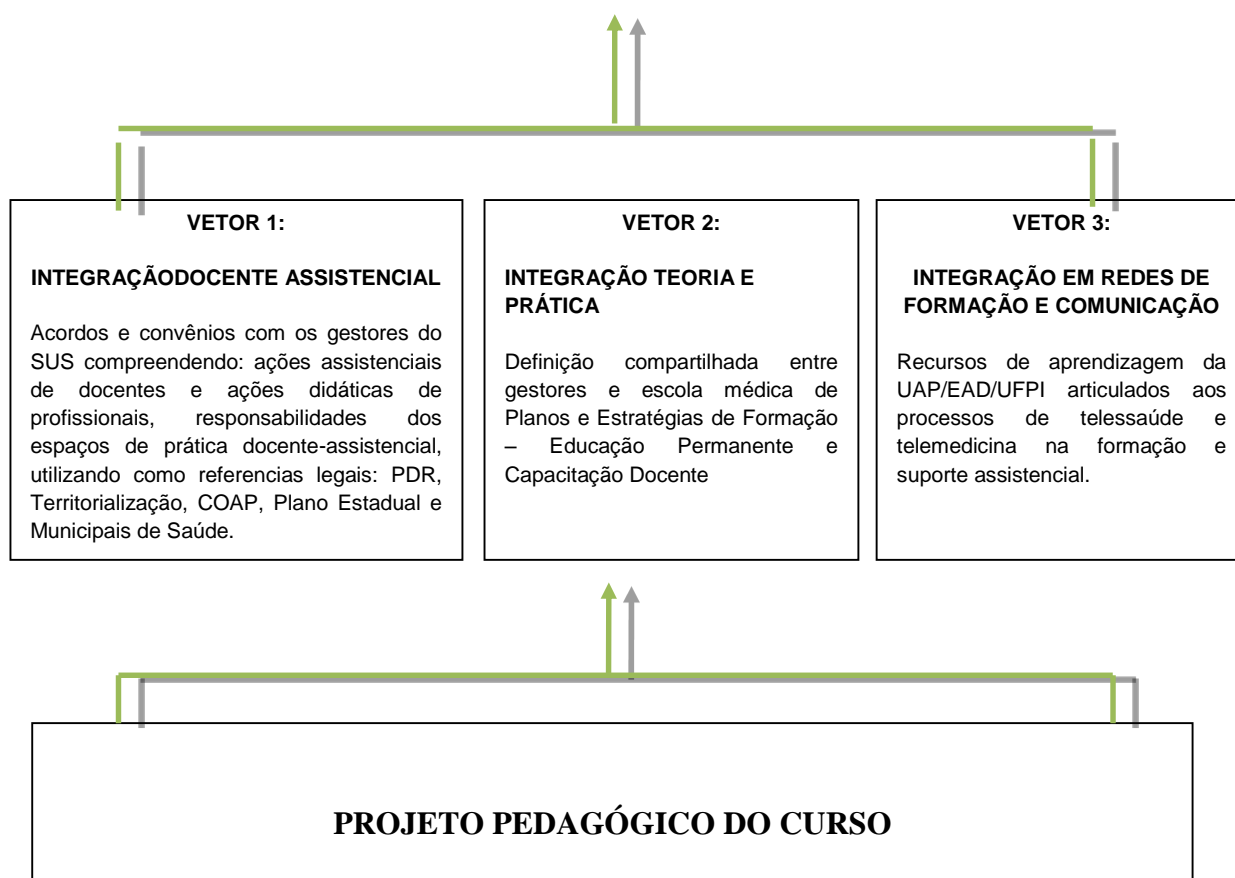 VETOR 1:
INTEGRAÇÃODOCENTE ASSISTENCIAL
Acordos e convênios com os gestores do
SUS compreendendo: ações assistenciais
de docentes e ações didáticas de
profissionais, responsabilidades dos
espaços de prática docente-assistencial,
utilizando como referencias legais: PDR,
Territorialização, COAP, Plano Estadual e
Municipais de Saúde.
VETOR 2:
INTEGRAÇÃO TEORIA E
PRÁTICA
Definição compartilhada entre
gestores e escola médica de
Planos e Estratégias de Formação
– Educação Permanente e
Capacitação Docente
VETOR 3:
INTEGRAÇÃO EM REDES DE
FORMAÇÃO E COMUNICAÇÃO
Recursos de aprendizagem da
UAP/EAD/UFPI articulados aos
processos de telessaúde e
telemedicina na formação e
suporte assistencial.
PROJETO PEDAGÓGICO DO CURSO